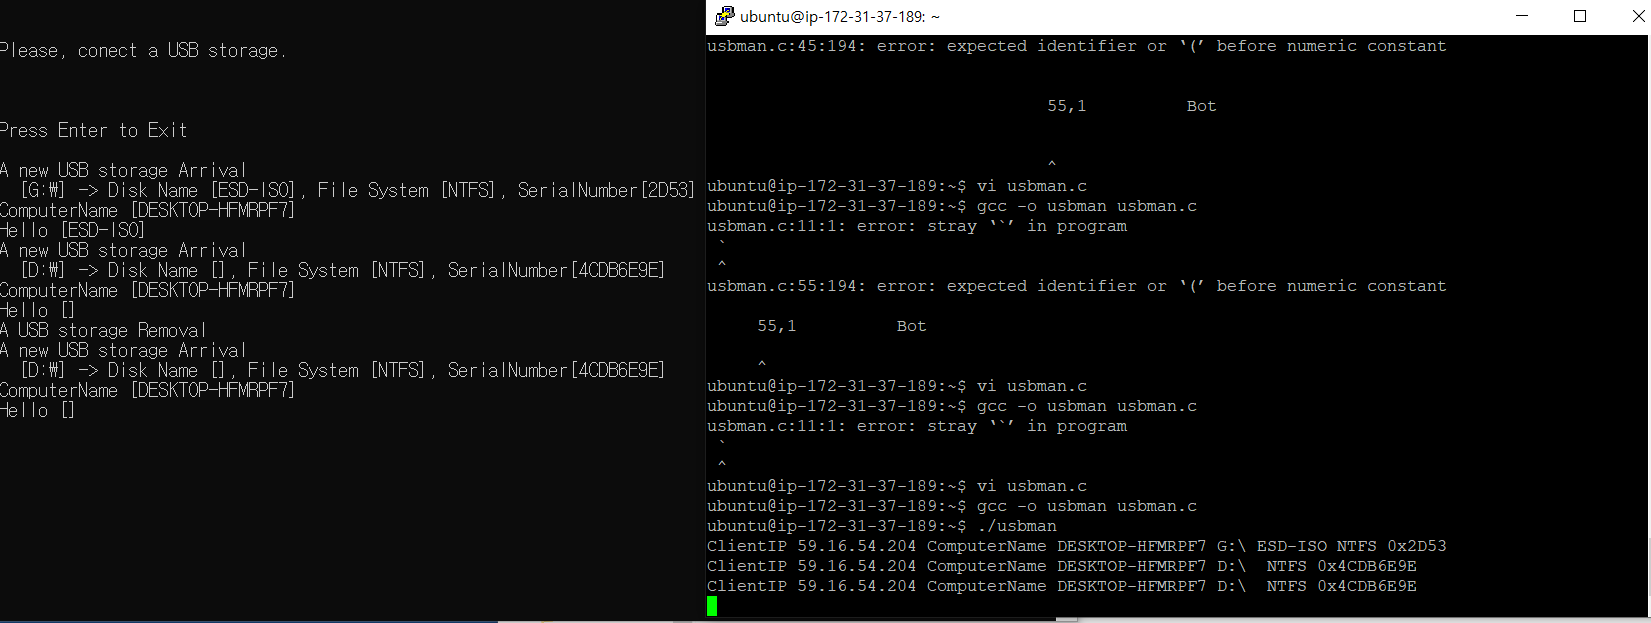 Please, conect a USB storage.
Press Enter to Exit
A new USB storage Arrival
[G:₩] -> Disk Name [ESD-ISO], File System [NTFS], SerialNumber[2D53]
ComputerName [DESKTOP-HFMRPF7]
Hello [ESD-ISO]
A new USB storage Arrival
[D:₩] -> Disk Name [], File System [NTFS], SerialNumber[4CDB6E9E]
ComputerName [DESKTOP-HFMRPF7]
Hello []
A USB storage Removal
A new USB storage Arrival
[D:₩] -> Disk Name [], File System [NTFS], SerialNumber[4CDB6E9E]
ComputerName [DESKTOP-HFMRPF7]
Hello []
ubuntu@ip-172-31-37-189: ~
usbman.c:45:194: error: expected identifier or ‘(’ before numeric constant
55,1 Bot
^
ubuntu@ip-172-31-37-189:~$ vi usbman.c
ubuntu@ip-172-31-37-189:~$ gcc -o usbman usbman.c
usbman.c:11:1: error: stray ‘`’ in program
`
^
usbman.c:55:194: error: expected identifier or ‘(’ before numeric constant
55,1 Bot
^
ubuntu@ip-172-31-37-189:~$ vi usbman.c
ubuntu@ip-172-31-37-189:~$ gcc -o usbman usbman.c
usbman.c:11:1: error: stray ‘`’ in program
`
^
ubuntu@ip-172-31-37-189:~$ vi usbman.c
ubuntu@ip-172-31-37-189:~$ gcc -o usbman usbman.c
ubuntu@ip-172-31-37-189:~$ ./usbman
ClientIP 59.16.54.204 ComputerName DESKTOP-HFMRPF7 G:\ ESD-ISO NTFS 0x2D53
ClientIP 59.16.54.204 ComputerName DESKTOP-HFMRPF7 D:\  NTFS 0x4CDB6E9E
ClientIP 59.16.54.204 ComputerName DESKTOP-HFMRPF7 D:\  NTFS 0x4CDB6E9E